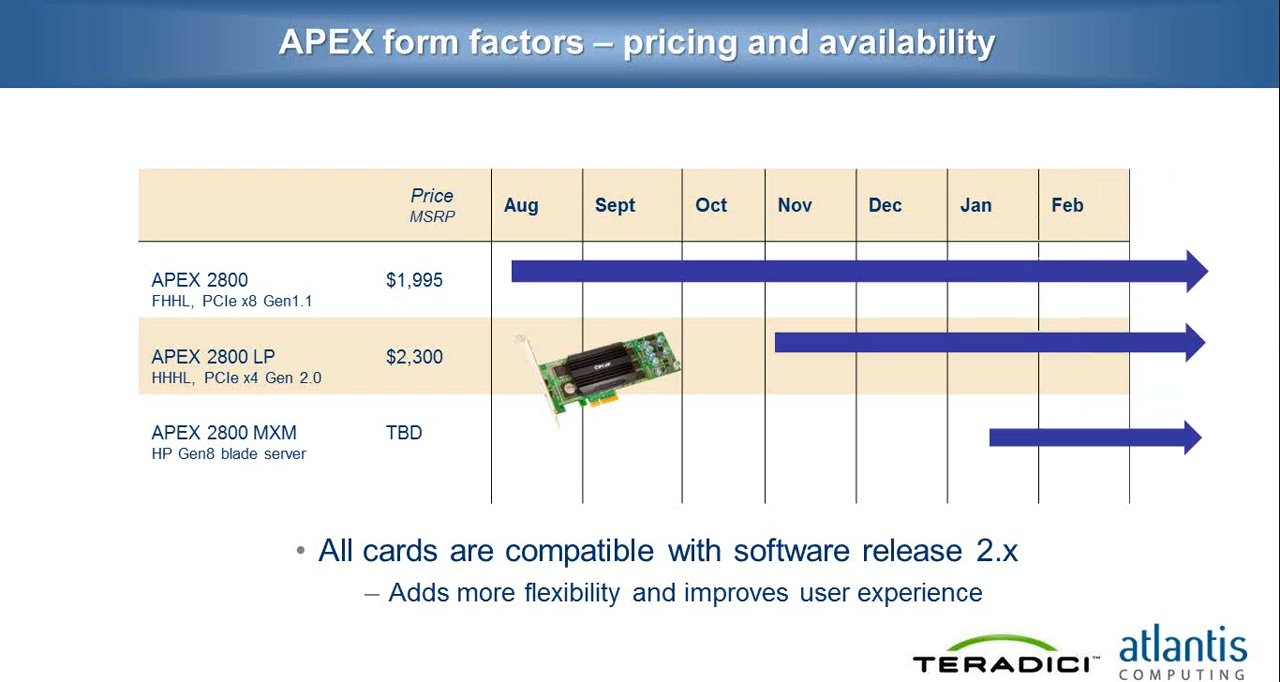 APEX form factors – pricing and availability
Price
MSRP
Aug
Sept
Oct
Nov
Dec
Jan
Feb
APEX 2800
$1,995
FHHL, PCIe x8 Gen1.1
APEX 2800 LP
$2,300
HHHL, PCIe x4 Gen 2.0
APEX 2800 MXM
TBD
HP Gen8 blade server
• All cards are compatible with software release 2.x
– Adds more flexibility and improves user experience
TERADICI™
atlantis
COMPUTING